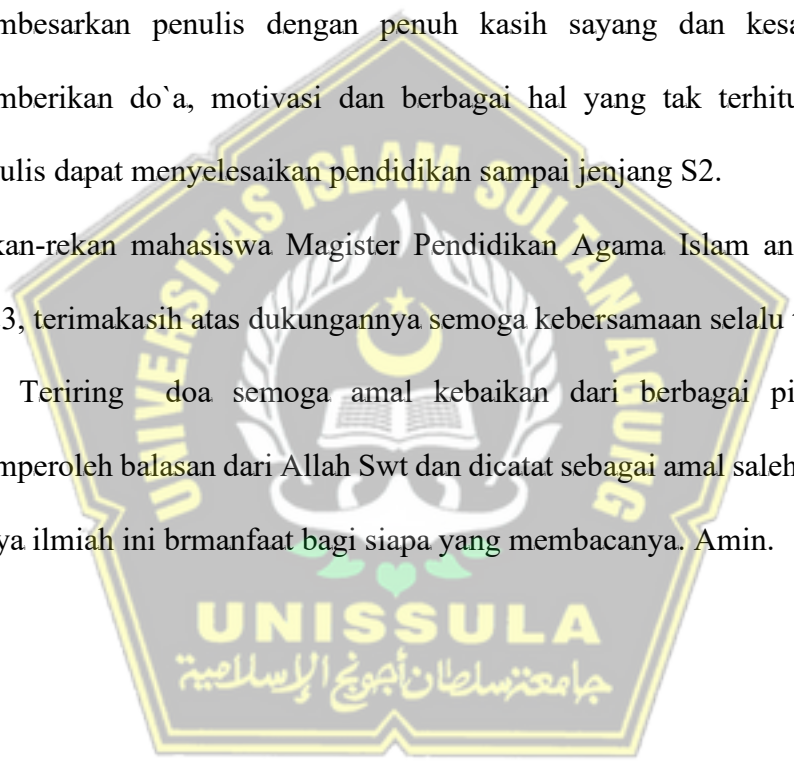 mbesarkan penulis dengan penuh kasih sayang dan kesa
mberikan do`a, motivasi dan berbagai hal yang tak terhitu
ulis dapat menyelesaikan pendidikan sampai jenjang S2.
kan-rekan mahasiswa Magister Pendidikan Agama Islam an
3, terimakasih atas dukungannya semoga kebersamaan selalu
Teriring doa semoga amal kebaikan dari berbagai pi
mperoleh balasan dari Allah Swt dan dicatat sebagai amal saleh
ya ilmiah ini brmanfaat bagi siapa yang membacanya. Amin.
UNIVERSITAS ISLAM SULTAN AGUNG
UNISSULA
جامعة سلطان أجونج الإسلامية